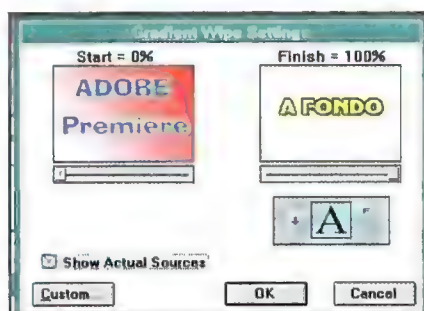 Gradient Wipe Settings
Start = 0%
Finish = 100%
ADOBE
Premiere
A FONDO
A
F
Show Actual Sources
Custom
OK
Cancel